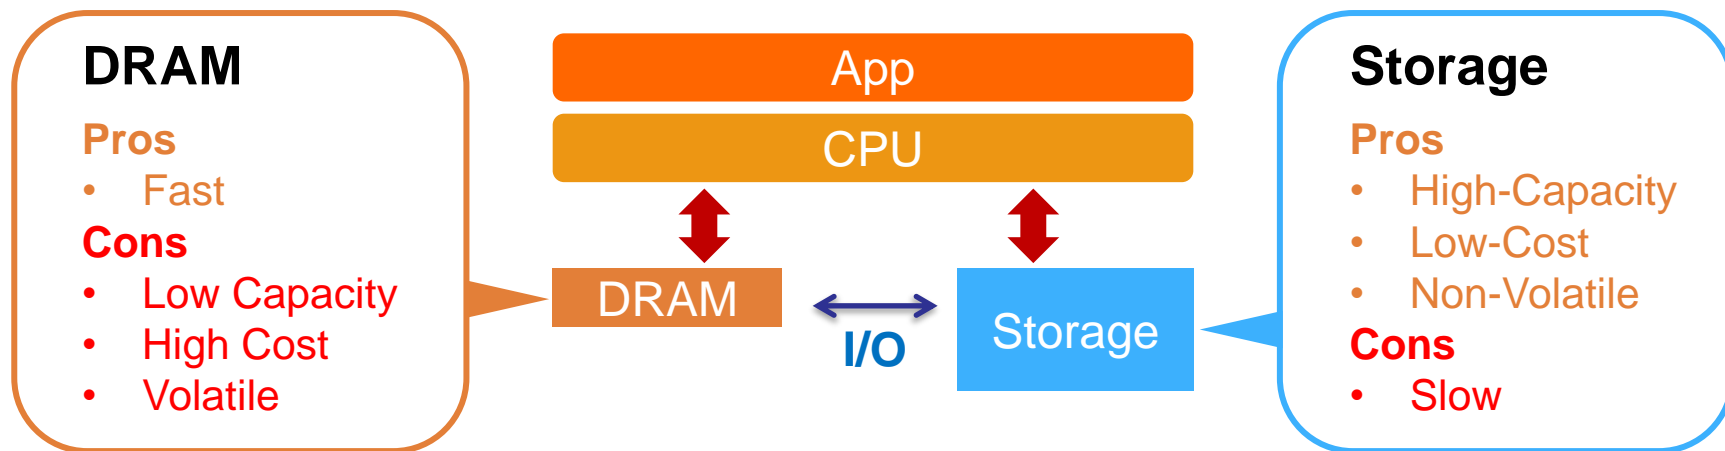 DRAM
Pros
• Fast
Cons
• Low Capacity
• High Cost
• Volatile
App
CPU
DRAM
I/O
Storage
Storage
Pros
• High-Capacity
• Low-Cost
• Non-Volatile
Cons
• Slow